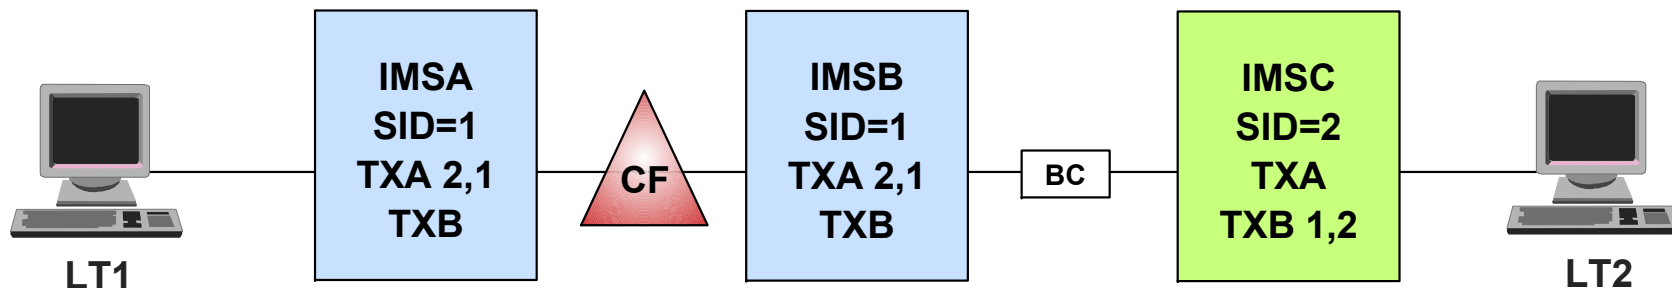 LT1
IMSA
SID=1
TXA 2,1
TXB
CF
IMSB
SID=1
TXA 2,1
TXB
BC
IMSC
SID=2
TXA
TXB 1,2
LT2